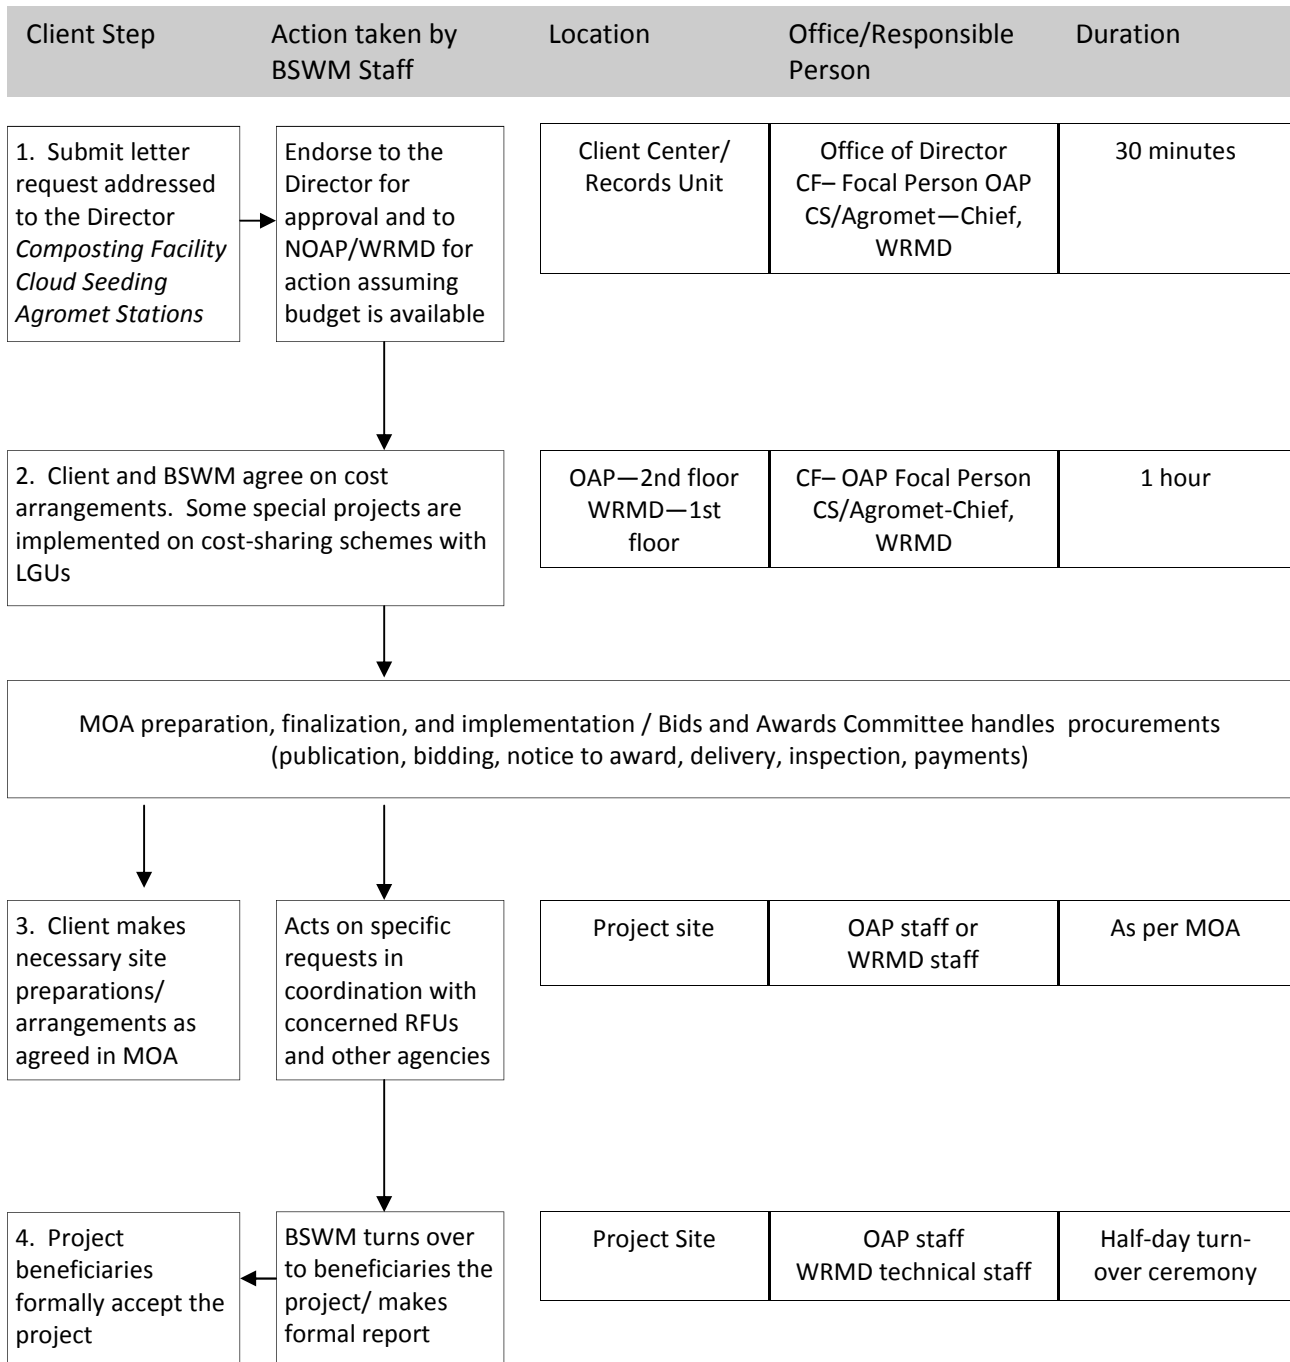 Client Step
Action taken by
BSWM Staff
Location
Office/Responsible
Person
Duration
1. Submit letter
request addressed
to the Director
Composting Facility
Cloud Seeding
Agromet Stations
Endorse to the
Director for
approval and to
NOAP/WRMD for
action assuming
budget is available
Client Center/
Records Unit
Office of Director
CF– Focal Person OAP
CS/Agromet—Chief,
WRMD
30 minutes
2. Client and BSWM agree on cost
arrangements. Some special projects are
implemented on cost-sharing schemes with
LGUs
OAP—2nd floor
WRMD—1st
floor
CF– OAP Focal Person
CS/Agromet-Chief,
WRMD
1 hour
MOA preparation, finalization, and implementation / Bids and Awards Committee handles procurements
(publication, bidding, notice to award, delivery, inspection, payments)
3. Client makes
necessary site
preparations/
arrangements as
agreed in MOA
Acts on specific
requests in
coordination with
concerned RFUs
and other agencies
Project site
OAP staff or
WRMD staff
As per MOA
4. Project
beneficiaries
formally accept the
project
BSWM turns over
to beneficiaries the
project/ makes
formal report
Project Site
OAP staff
WRMD technical staff
Half-day turn-
over ceremony